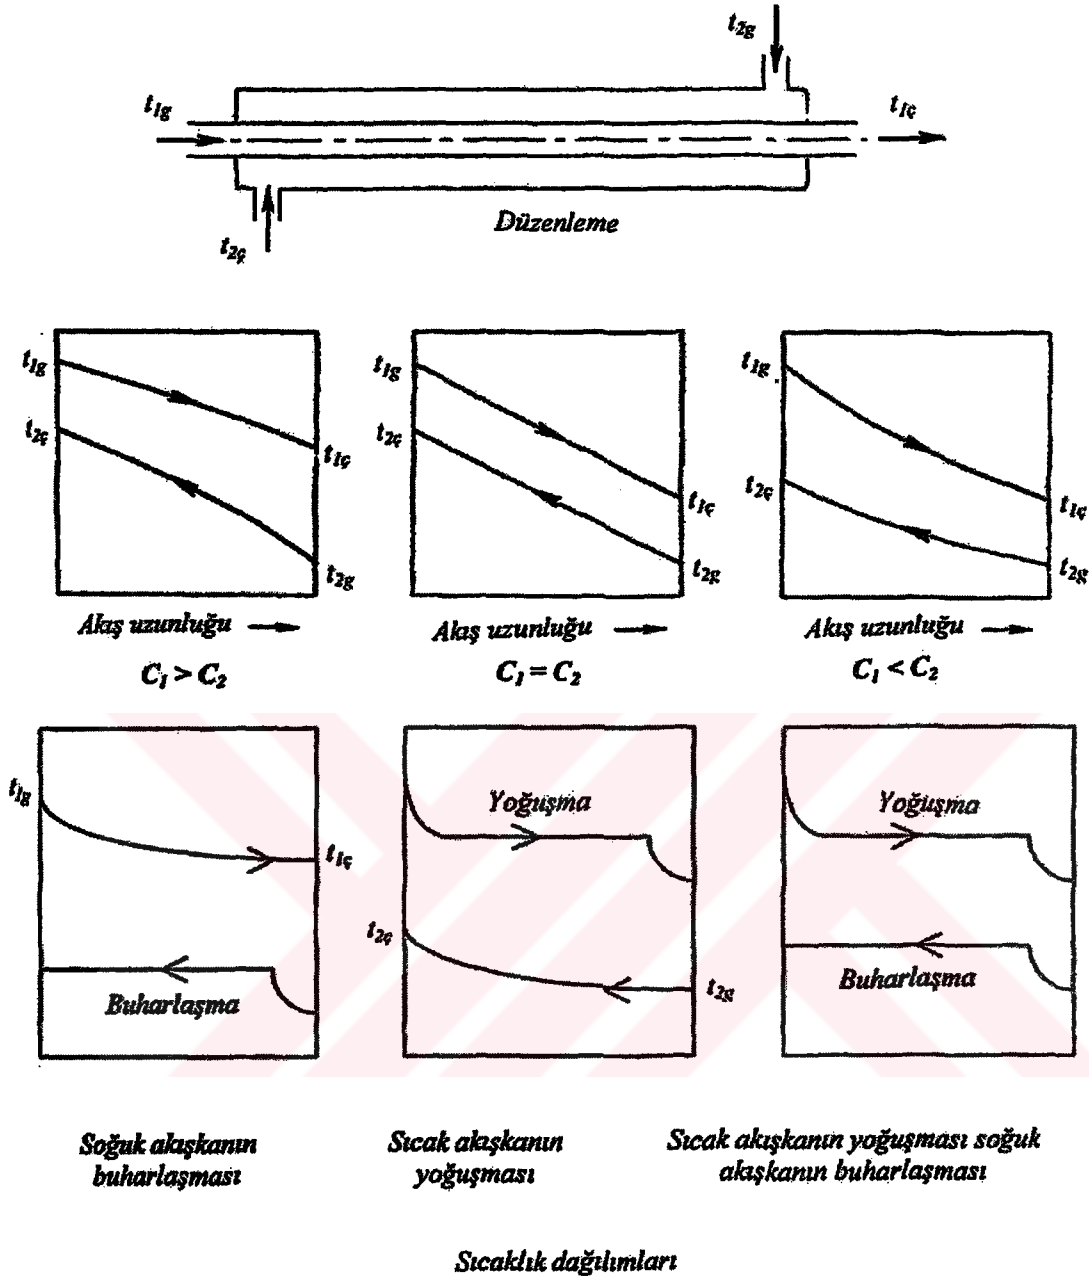 t2g
t1g
t1ç
t2ç
Düzenleme
t1g
t2ç
t1ç
t2g
t1g
t2ç
t1ç
t2g
t1g
t2ç
t1ç
t2g
Akış uzunluğu
Akış uzunluğu
Akış uzunluğu
C1 > C2
C1 = C2
C1 < C2
t1g
t1ç
Buharlaşma
Yoğuşma
t2ç
t2g
Yoğuşma
Buharlaşma
Soğuk akışkanın
buharlaşması
Sıcak akışkanın
yoğuşması
Sıcak akışkanın yoğuşması soğuk
akışkanın buharlaşması
Sıcaklık dağılımları